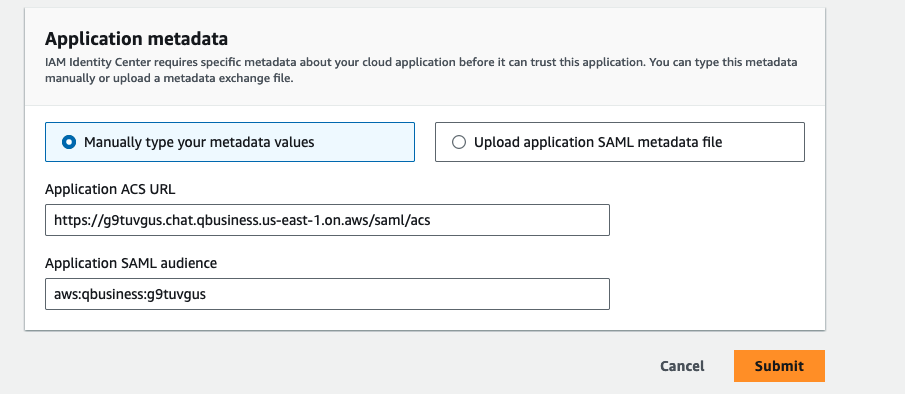 Application metadata
IAM Identity Center requires specific metadata about your cloud application before it can trust this application. You can type this metadata
manually or upload a metadata exchange file.
Manually type your metadata values
Upload application SAML metadata file
Application ACS URL
https://g9tuvgus.chat.qbusiness.us-east-1.on.aws/saml/acs
Application SAML audience
aws:qbusiness:g9tuvgus
Cancel
Submit